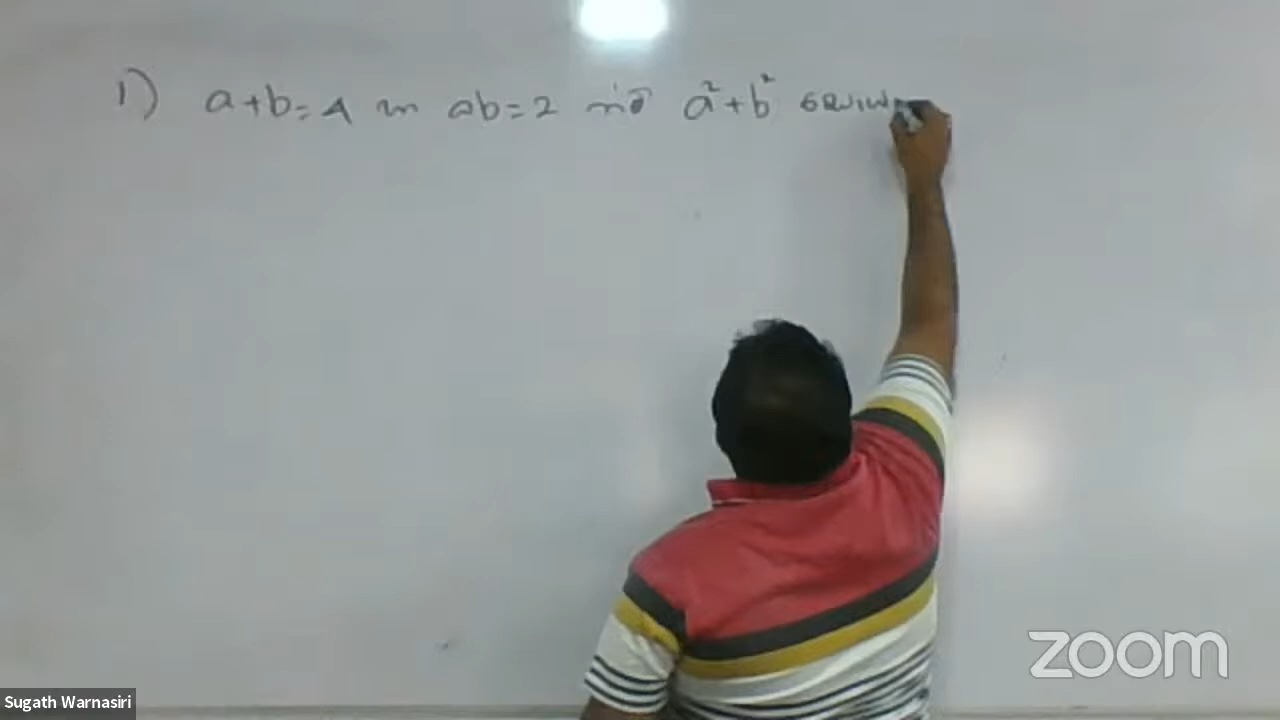 1) a+b=4 හා ab=2 නම් a²+b² සොයන්න
Sugath Warnasiri
zoom